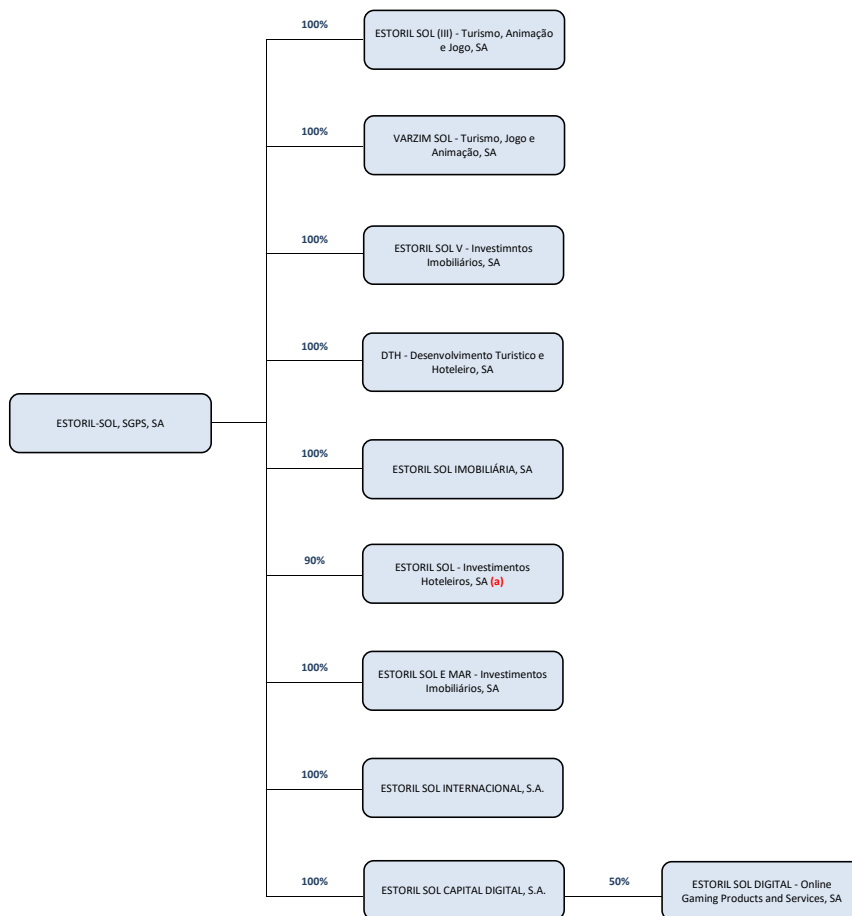 100%
ESTORIL SOL (III) - Turismo, Animação
e Jogo, SA
100%
VARZIM SOL - Turismo, Jogo e
Animação, SA
100%
ESTORIL SOL V - Investimntos
Imobiliários, SA
100%
DTH - Desenvolvimento Turistico e
Hoteleiro, SA
ESTORIL-SOL, SGPS, SA
100%
ESTORIL SOL IMOBILIÁRIA, SA
90%
ESTORIL SOL - Investimentos
Hoteleiros, SA (a)
100%
ESTORIL SOL E MAR - Investimentos
Imobiliários, SA
100%
ESTORIL SOL INTERNACIONAL, S.A.
100%
ESTORIL SOL CAPITAL DIGITAL, S.A.
50%
ESTORIL SOL DIGITAL - Online
Gaming Products and Services, SA